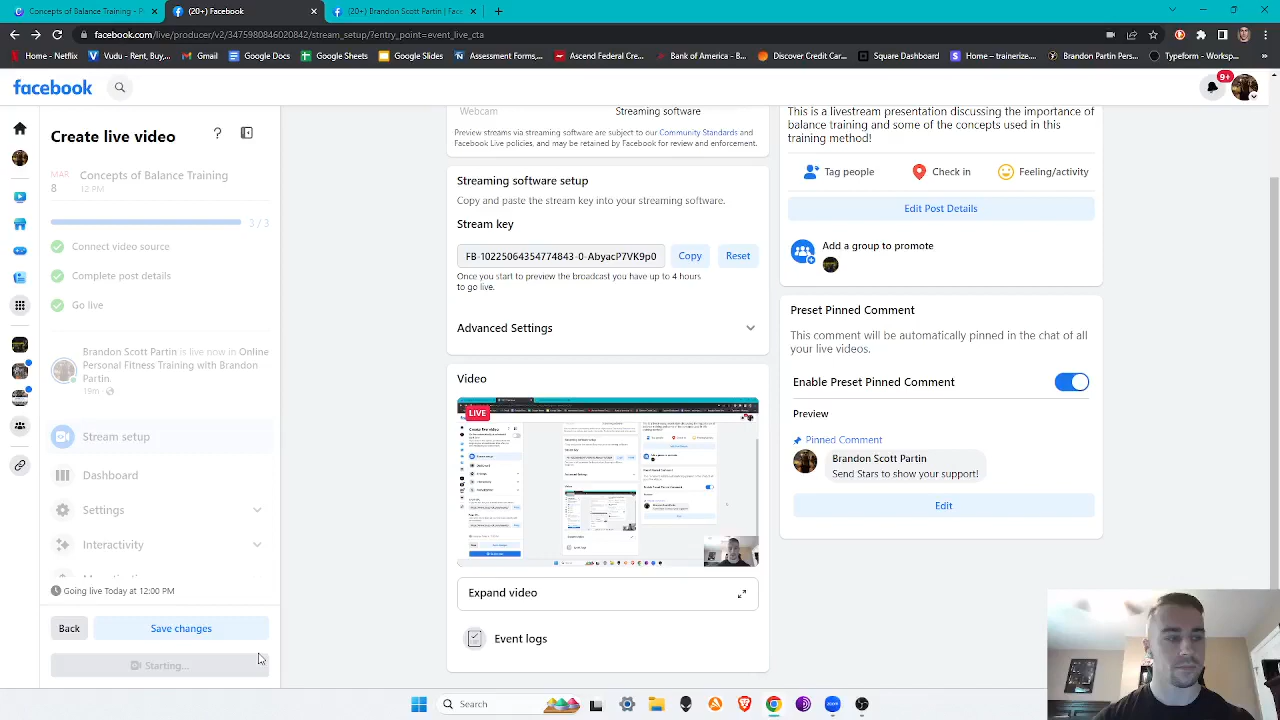 Concepts of Balance Training - P
(20+) Facebook
(20+) Brandon Scott Partin | Face
facebook.com/live/producer/v2/3475980846020842/stream_setup/?entry_point=event_live_cta
Home - Netflix
Watch Brandon Per...
Gmail
Google Docs
Google Sheets
Google Slides
Assessment Forms,...
Ascend Federal Cre...
Bank of America - B...
Discover Credit Car...
Square Dashboard
Home — trainerize....
Brandon Partin Pers...
Typeform - Brandon...
facebook
9+
Create live video
MAR
8
Concepts of Balance Training
12 PM
3 / 3
Connect video source
Complete post details
Go live
Brandon Scott Partin is live now in Online
Personal Fitness Training with Brandon
Partin.
19m
Stream setup
Dashboard
Settings
Interactivity
Going live Today at 12:00 PM
Back
Save changes
Starting...
Webcam
Streaming software
Preview streams via streaming software are subject to our Community Standards and
Facebook Live policies, and may be retained by Facebook for review and enforcement.
Streaming software setup
Copy and paste the stream key into your streaming software.
Stream key
FB-10225064354774843-0-AbyacP7VK9p0
Copy
Reset
Once you start to preview the broadcast you have up to 4 hours
to go live.
Advanced Settings
Video
LIVE
Expand video
Event logs
This is a livestream presentation discussing the importance of
balance training and some of the concepts used in this
training method!
Tag people
Check in
Feeling/activity
Edit Post Details
Add a group to promote
Preset Pinned Comment
This comment will be automatically pinned in the chat of all
your live videos.
Enable Preset Pinned Comment
Preview
Pinned Comment
Brandon Scott Partin
Send Stars to show your support!
Edit
Search
zoom